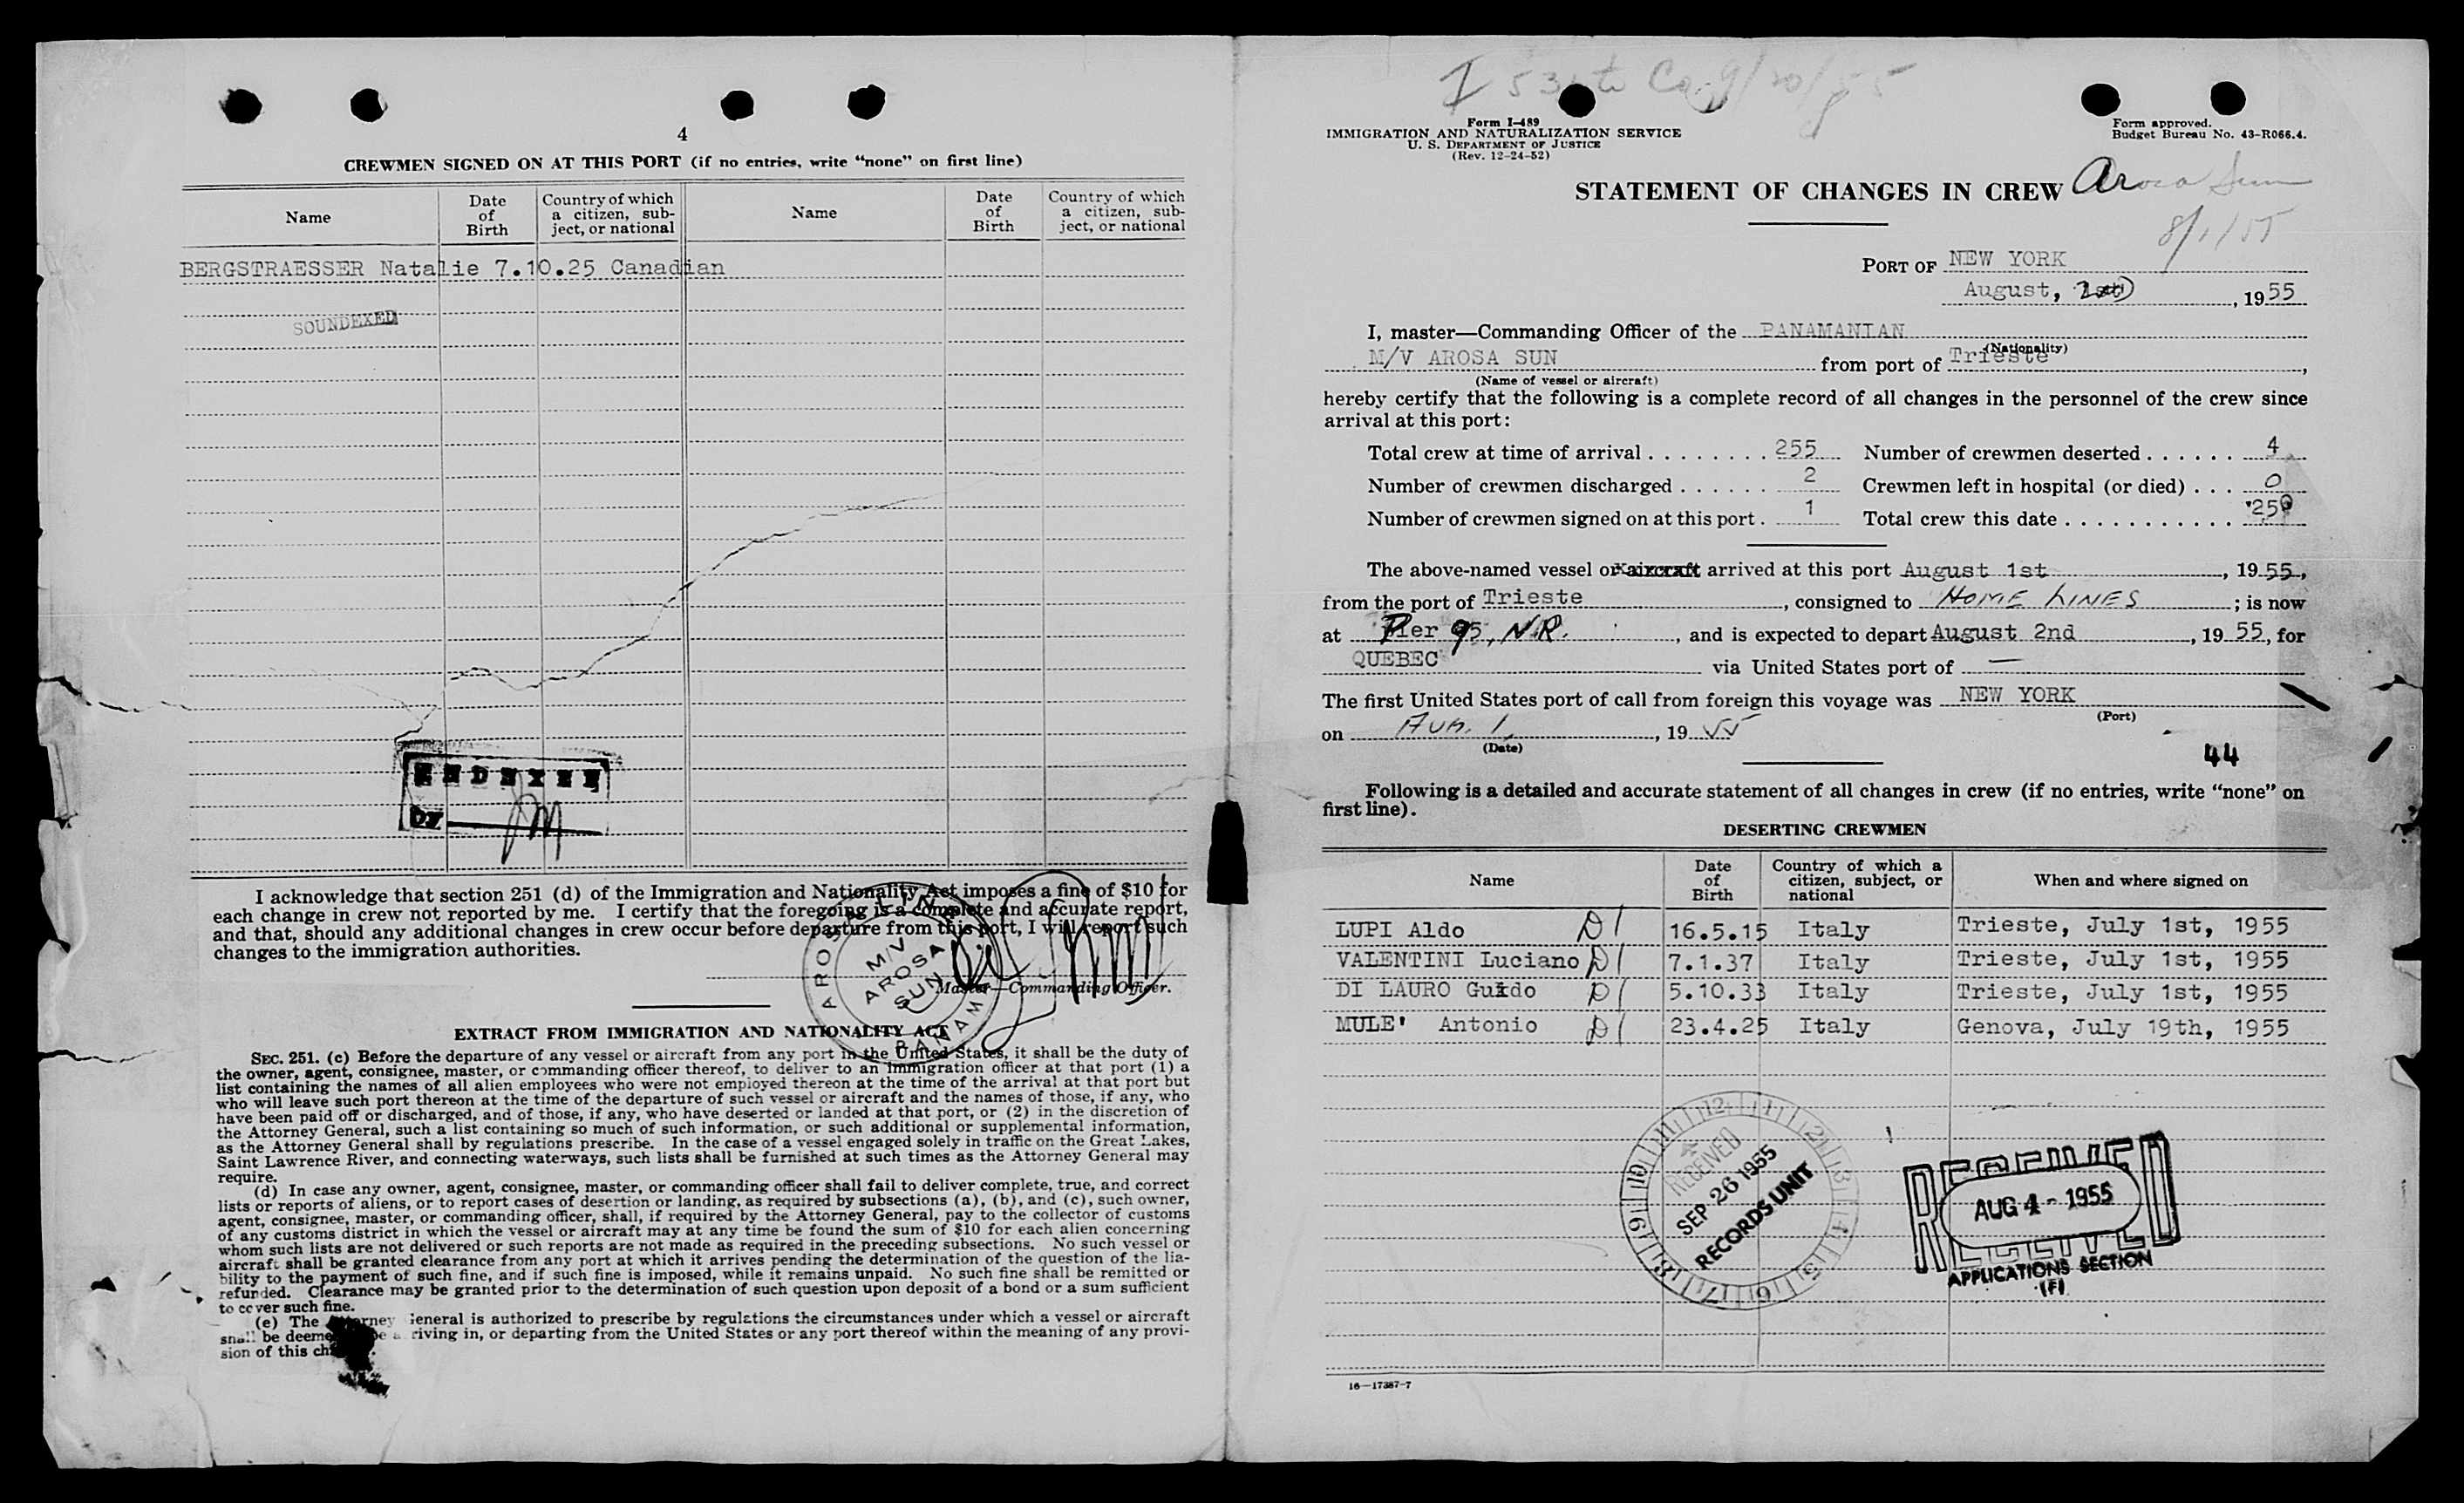 4
CREWMEN SIGNED ON AT THIS PORT (if no entries, write "none" on first line)
Name Date of Birth Country of which a citizen, subject, or national Name Date of Birth Country of which a citizen, subject, or national
BERGSTRAESSER Natalie 7.10.25 Canadian
SOUNDEXED
I acknowledge that section 251 (d) of the Immigration and Nationality Act imposes a fine of $10 for
each change in crew not reported by me. I certify that the foregoing is a complete and accurate report,
and that, should any additional changes in crew occur before departure from this port, I will report such
changes to the immigration authorities.
AROSA LINE
M/V
AROSA
SUN
PANAMA
Master—Commanding Officer.
EXTRACT FROM IMMIGRATION AND NATIONALITY ACT
SEC. 251. (c) Before the departure of any vessel or aircraft from any port in the United States, it shall be the duty of
the owner, agent, consignee, master, or commanding officer thereof, to deliver to an immigration officer at that port (1) a
list containing the names of all alien employees who were not employed thereon at the time of the arrival at that port but
who will leave such port thereon at the time of the departure of such vessel or aircraft and the names of those, if any, who
have been paid off or discharged, and of those, if any, who have deserted or landed at that port, or (2) in the discretion of
the Attorney General, such a list containing so much of such information, or such additional or supplemental information,
as the Attorney General shall by regulations prescribe. In the case of a vessel engaged solely in traffic on the Great Lakes,
Saint Lawrence River, and connecting waterways, such lists shall be furnished at such times as the Attorney General may
require.
(d) In case any owner, agent, consignee, master, or commanding officer shall fail to deliver complete, true, and correct
lists or reports of aliens, or to report cases of desertion or landing, as required by subsections (a), (b), and (c), such owner,
agent, consignee, master, or commanding officer, shall, if required by the Attorney General, pay to the collector of customs
of any customs district in which the vessel or aircraft may at any time be found the sum of $10 for each alien concerning
whom such lists are not delivered or such reports are not made as required in the preceding subsections. No such vessel or
aircraft shall be granted clearance from any port at which it arrives pending the determination of the question of the lia-
bility to the payment of such fine, and if such fine is imposed, while it remains unpaid. No such fine shall be remitted or
refunded. Clearance may be granted prior to the determination of such question upon deposit of a bond or a sum sufficient
to cover such fine.
(e) The Attorney General is authorized to prescribe by regulations the circumstances under which a vessel or aircraft
shall be deemed be arriving in, or departing from the United States or any port thereof within the meaning of any provi-
sion of this
Form I-489
IMMIGRATION AND NATURALIZATION SERVICE
U. S. DEPARTMENT OF JUSTICE
(Rev. 12-24-52)
Form approved.
Budget Bureau No. 43-R066.4.
STATEMENT OF CHANGES IN CREW Arosa Sun
8/1/55
PORT OF NEW YORK
August, 2nd, 1955
I, master—Commanding Officer of the PANAMANIAN
(Nationality)
M/V AROSA SUN from port of Trieste,
(Name of vessel or aircraft)
hereby certify that the following is a complete record of all changes in the personnel of the crew since
arrival at this port:
Total crew at time of arrival 255 Number of crewmen deserted 4
Number of crewmen discharged 2 Crewmen left in hospital (or died) 0
Number of crewmen signed on at this port. 1 Total crew this date 250
The above-named vessel or aircraft arrived at this port August 1st, 1955,
from the port of Trieste, consigned to HOME LINES; is now
at Pier 95, N.R., and is expected to depart August 2nd, 1955, for
QUEBEC via United States port of —
The first United States port of call from foreign this voyage was NEW YORK
(Port)
on Aug. 1, 1955
(Date)
44
Following is a detailed and accurate statement of all changes in crew (if no entries, write "none" on
first line).
DESERTING CREWMEN
Name Date of Birth Country of which a citizen, subject, or national When and where signed on
LUPI Aldo D1 16.5.15 Italy Trieste, July 1st, 1955
VALENTINI Luciano D1 7.1.37 Italy Trieste, July 1st, 1955
DI LAURO Guido D1 5.10.33 Italy Trieste, July 1st, 1955
MULE' Antonio D1 23.4.25 Italy Genova, July 19th, 1955
RECEIVED
SEP 26 1955
RECORDS UNIT
RECEIVED
AUG 4 - 1955
RECEIVED
APPLICATIONS SECTION
(F)
16—17387-7